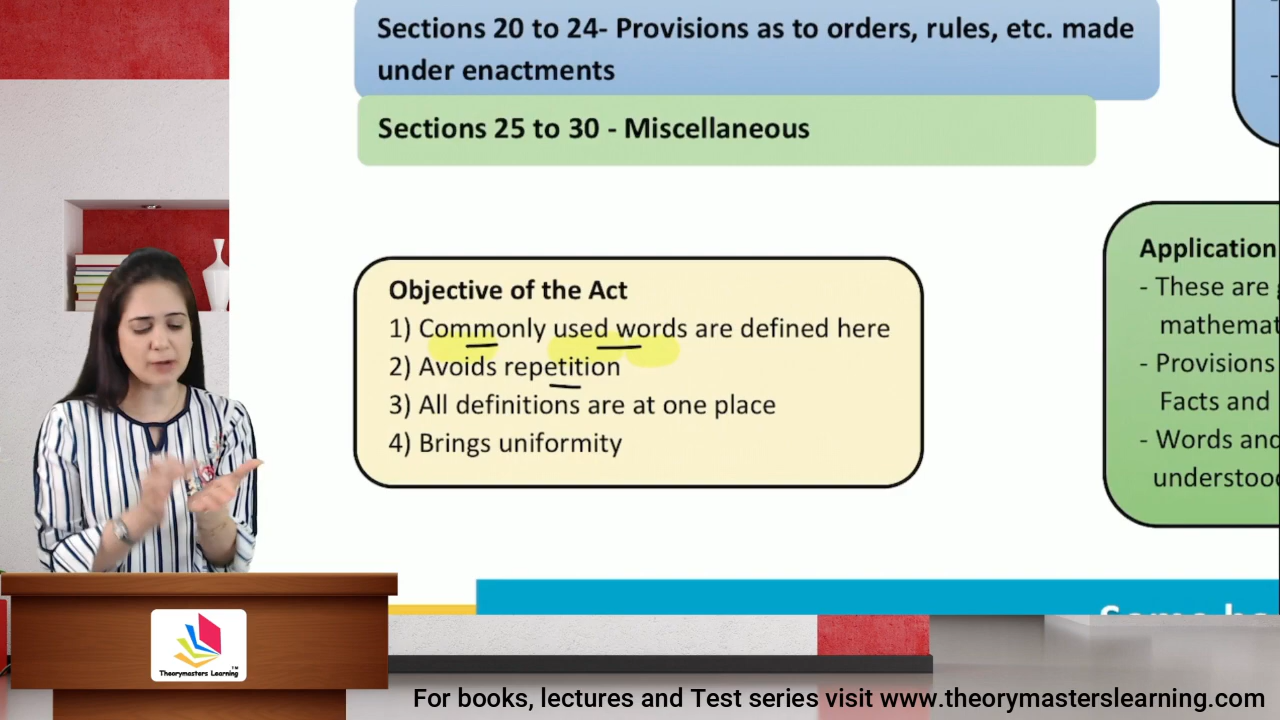 Sections 20 to 24- Provisions as to orders, rules, etc. made
under enactments
Sections 25 to 30 - Miscellaneous
Objective of the Act
1) Commonly used words are defined here
2) Avoids repetition
3) All definitions are at one place
4) Brings uniformity
Application
- These are
mathemat
- Provisions
Facts and
- Words and
understood
Theorymasters Learning™
For books, lectures and Test series visit www.theorymasterslearning.com